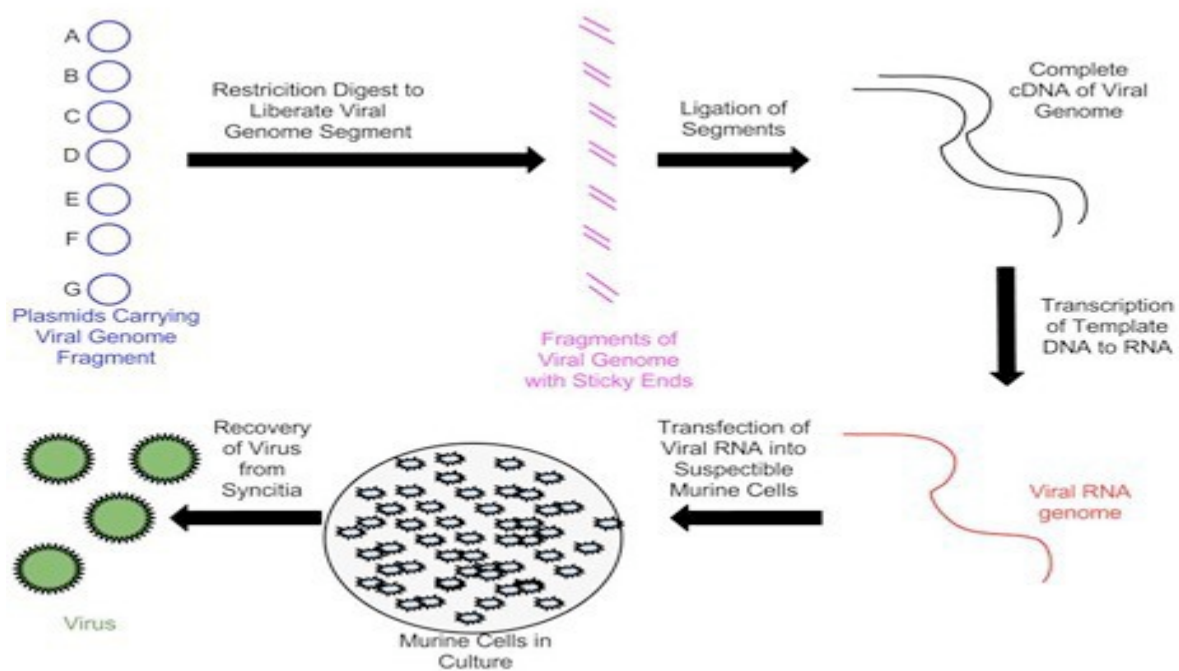 A
B
C
D
E
F
G
Plasmids Carrying
Viral Genome
Fragment
Restricition Digest to
Liberate Viral
Genome Segment
Fragments of
Viral Genome
with Sticky Ends
Ligation of
Segments
Complete
cDNA of Viral
Genome
Transcription
of Template
DNA to RNA
Viral RNA
genome
Transfection of
Viral RNA into
Suspectible
Murine Cells
Murine Cells in
Culture
Recovery
of Virus
from
Syncitia
Virus